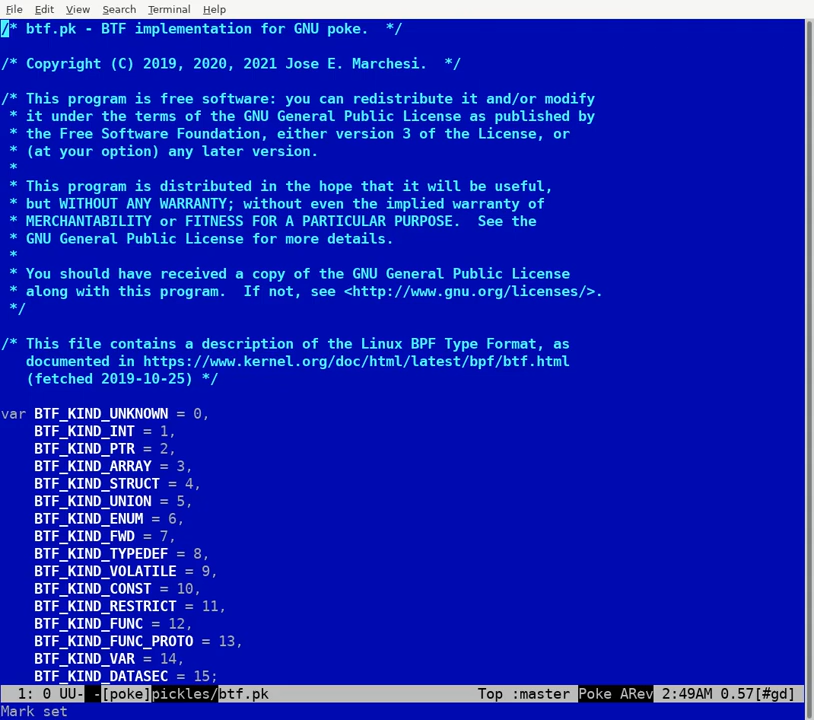 File Edit View Search Terminal Help
/* btf.pk - BTF implementation for GNU poke.  */
/* Copyright (C) 2019, 2020, 2021 Jose E. Marchesi.  */
/* This program is free software: you can redistribute it and/or modify
 * it under the terms of the GNU General Public License as published by
 * the Free Software Foundation, either version 3 of the License, or
 * (at your option) any later version.
 *
 * This program is distributed in the hope that it will be useful,
 * but WITHOUT ANY WARRANTY; without even the implied warranty of
 * MERCHANTABILITY or FITNESS FOR A PARTICULAR PURPOSE.  See the
 * GNU General Public License for more details.
 *
 * You should have received a copy of the GNU General Public License
 * along with this program.  If not, see <http://www.gnu.org/licenses/>.
 */
/* This file contains a description of the Linux BPF Type Format, as
   documented in https://www.kernel.org/doc/html/latest/bpf/btf.html
   (fetched 2019-10-25) */
var BTF_KIND_UNKNOWN = 0,
    BTF_KIND_INT = 1,
    BTF_KIND_PTR = 2,
    BTF_KIND_ARRAY = 3,
    BTF_KIND_STRUCT = 4,
    BTF_KIND_UNION = 5,
    BTF_KIND_ENUM = 6,
    BTF_KIND_FWD = 7,
    BTF_KIND_TYPEDEF = 8,
    BTF_KIND_VOLATILE = 9,
    BTF_KIND_CONST = 10,
    BTF_KIND_RESTRICT = 11,
    BTF_KIND_FUNC = 12,
    BTF_KIND_FUNC_PROTO = 13,
    BTF_KIND_VAR = 14,
    BTF_KIND_DATASEC = 15;
  1: 0 UU- -[poke]pickles/btf.pk Top :master Poke ARev 2:49AM 0.57[#gd]
Mark set